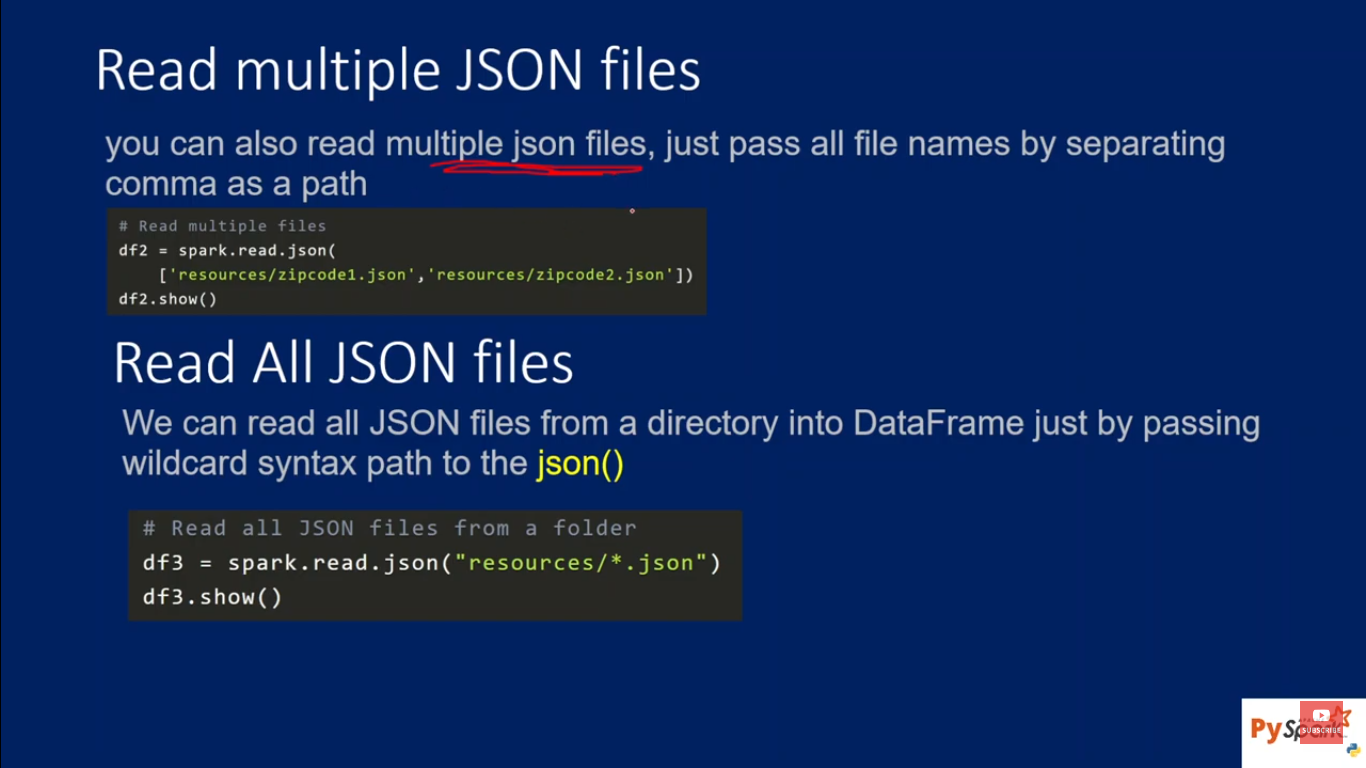 Read multiple JSON files
you can also read multiple json files, just pass all file names by separating
comma as a path
# Read multiple files
df2 = spark.read.json(
    ['resources/zipcode1.json','resources/zipcode2.json'])
df2.show()
Read All JSON files
We can read all JSON files from a directory into DataFrame just by passing
wildcard syntax path to the json()
# Read all JSON files from a folder
df3 = spark.read.json("resources/*.json")
df3.show()
PySpark
SUBSCRIBE